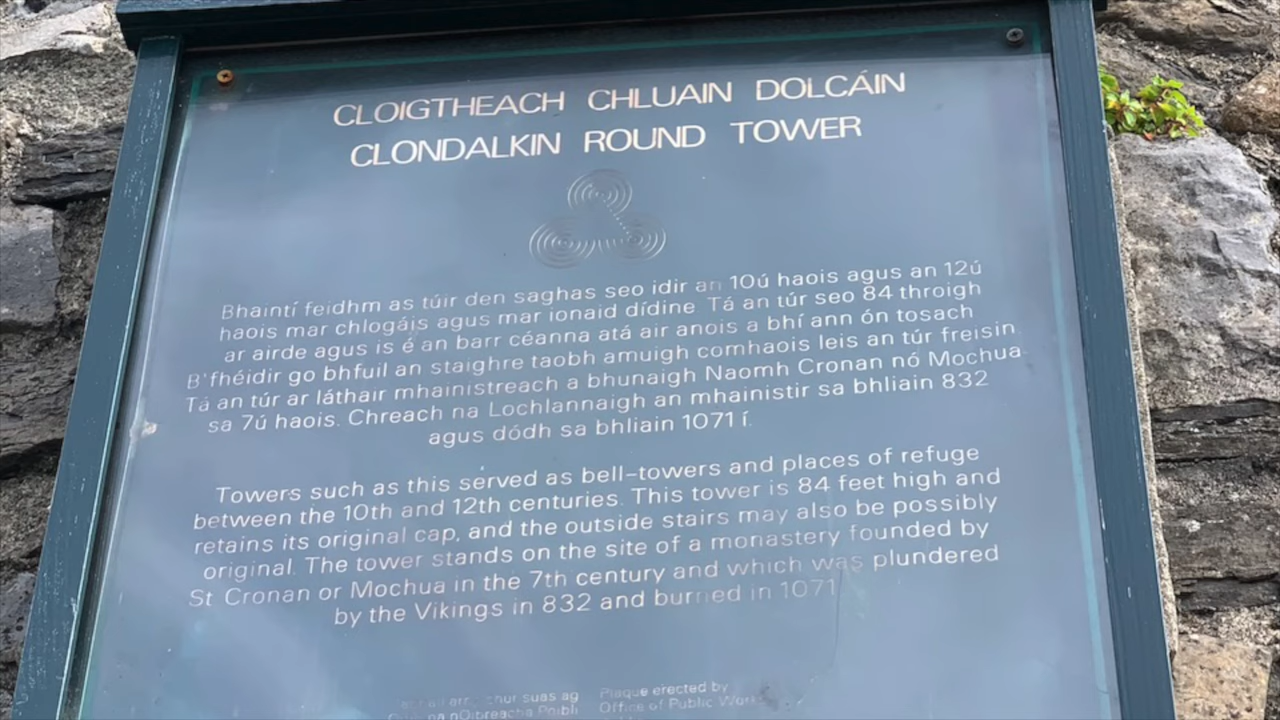 CLOIGTHEACH CHLUAIN DOLCÁIN
CLONDALKIN ROUND TOWER
Bhaintí feidhm as túir den saghas seo idir an 10ú haois agus an 12ú
haois mar chlogáis agus mar ionaid dídine. Tá an túr seo 84 throigh
ar airde agus is é an barr céanna atá air anois a bhí ann ón tosach
B'fhéidir go bhfuil an staighre taobh amuigh comhaois leis an túr freisin.
Tá an túr ar láthair mhainistreach a bhunaigh Naomh Cronan nó Mochua
sa 7ú haois. Chreach na Lochlannaigh an mhainistir sa bhliain 832
agus dódh sa bhliain 1071 í.
Towers such as this served as bell-towers and places of refuge
between the 10th and 12th centuries. This tower is 84 feet high and
retains its original cap, and the outside stairs may also be possibly
original. The tower stands on the site of a monastery founded by
St. Cronan or Mochua in the 7th century and which was plundered
by the Vikings in 832 and burned in 1071
suas ag
na nOibreacha Poiblí
Plaque erected by
Office of Public Works